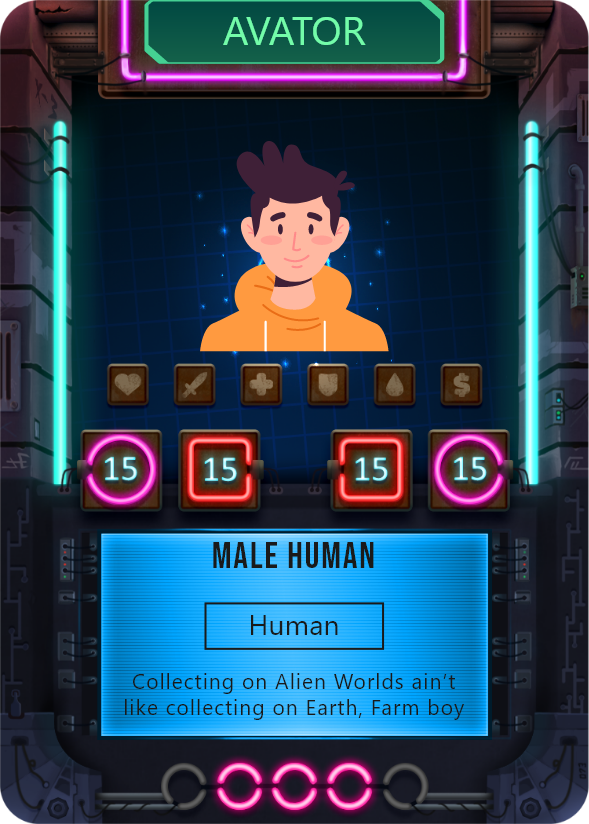 AVATOR
$
15 15 15 15
MALE HUMAN
Human
Collecting on Alien Worlds ain't
like collecting on Earth, Farm boy